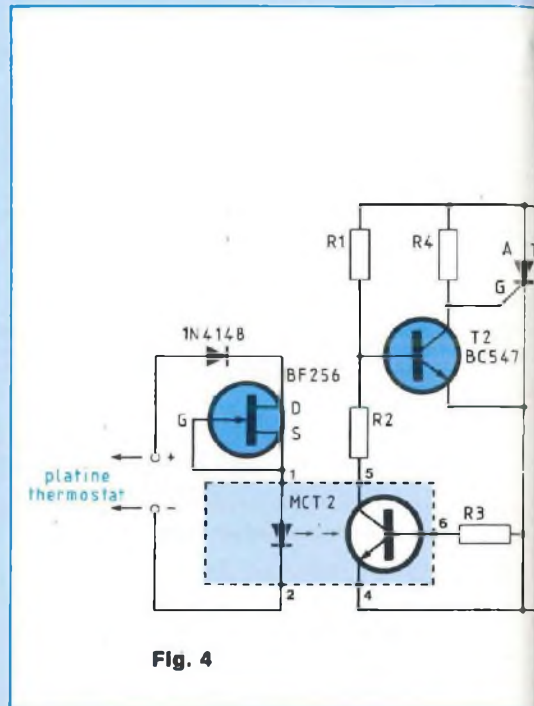 R1
R4
A
G
T2
BC547
1N4148
BF256
D
G
S
R2
+
platine
thermostat
-
1
5
MCT 2
6
R3
2
4
Fig. 4